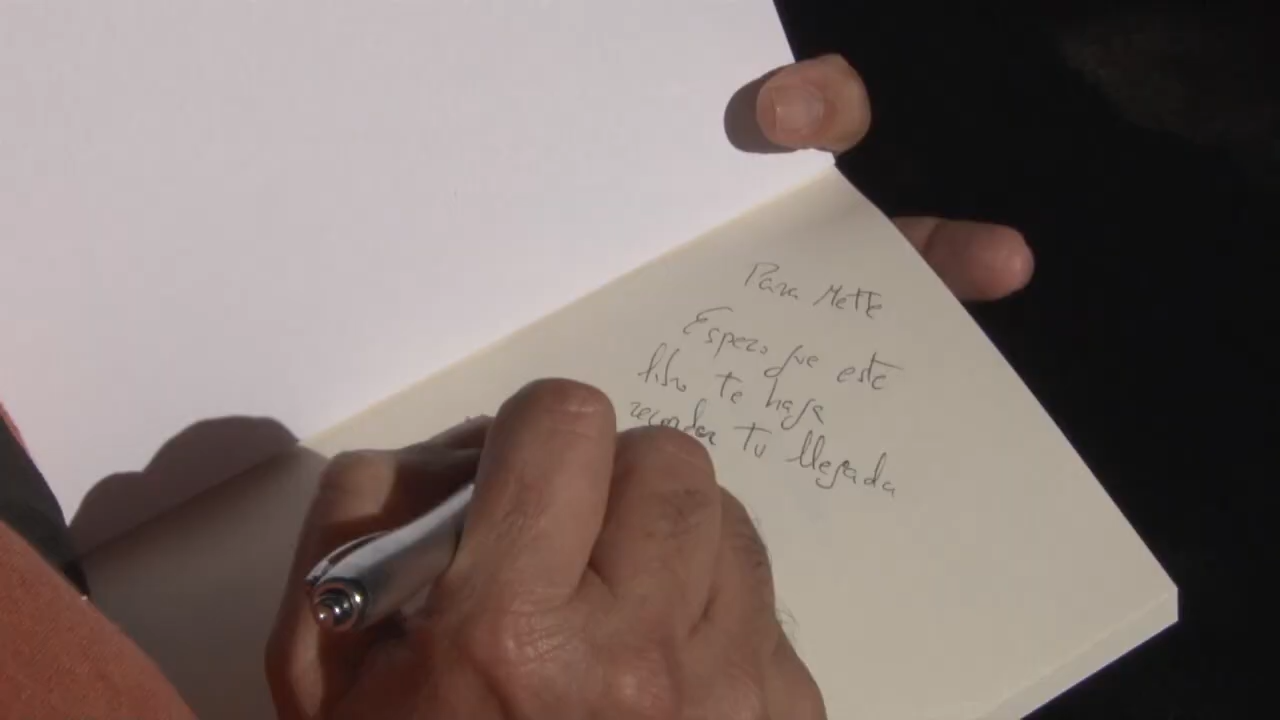 Para Mette
Espero que este
libro te haga
recordar tu llegada